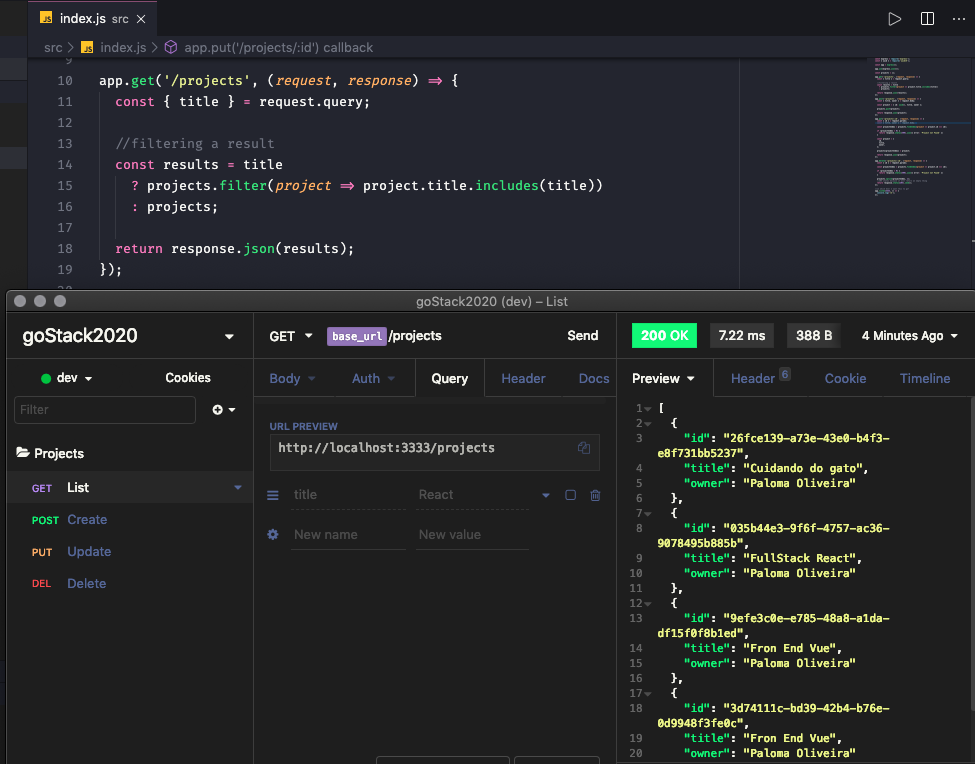 JS index.js src
src > JS index.js > app.put('/projects/:id') callback
9
10 app.get('/projects', (request, response) => {
11 const { title } = request.query;
12
13 //filtering a result
14 const results = title
15 ? projects.filter(project => project.title.includes(title))
16 : projects;
17
18 return response.json(results);
19 });
goStack2020 (dev) – List
goStack2020
GET base_url/projects Send
200 OK 7.22 ms 388 B 4 Minutes Ago
dev Cookies
Body Auth Query Header Docs
Preview Header 6 Cookie Timeline
Filter
Projects
GET List
POST Create
PUT Update
DEL Delete
URL PREVIEW
http://localhost:3333/projects
title React
New name New value
1 [
2 {
3 "id": "26fce139-a73e-43e0-b4f3-
e8f731bb5237",
4 "title": "Cuidando do gato",
5 "owner": "Paloma Oliveira"
6 },
7 {
8 "id": "035b44e3-9f6f-4757-ac36-
9078495b885b",
9 "title": "FullStack React",
10 "owner": "Paloma Oliveira"
11 },
12 {
13 "id": "9efe3c0e-e785-48a8-a1da-
df15f0f8b1ed",
14 "title": "Fron End Vue",
15 "owner": "Paloma Oliveira"
16 },
17 {
18 "id": "3d74111c-bd39-42b4-b76e-
0d9948f3fe0c",
19 "title": "Fron End Vue",
20 "owner": "Paloma Oliveira"